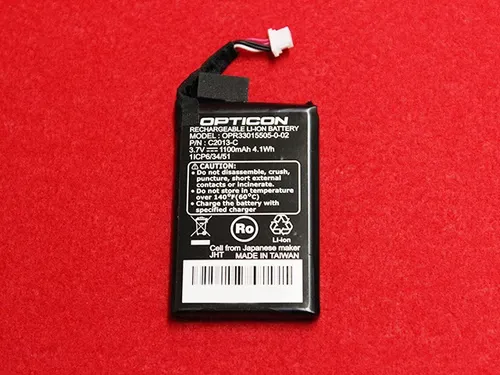 OPTICON
RECHARGEABLE LI-ION BATTERY
MODEL: OPR33015505-0-02
P/N : C2013-C
3.7V ⎓ 1100mAh 4.1Wh
1ICP6/34/51
⚠CAUTION:
• Do not disassemble, crush,
puncture, short external
contacts or incinerate.
• Do not store in temperature
over 140°F(60°C)
• Charge the battery with
specified charger
Ro
Li-ion
Cell from Japanese maker
JHT MADE IN TAIWAN